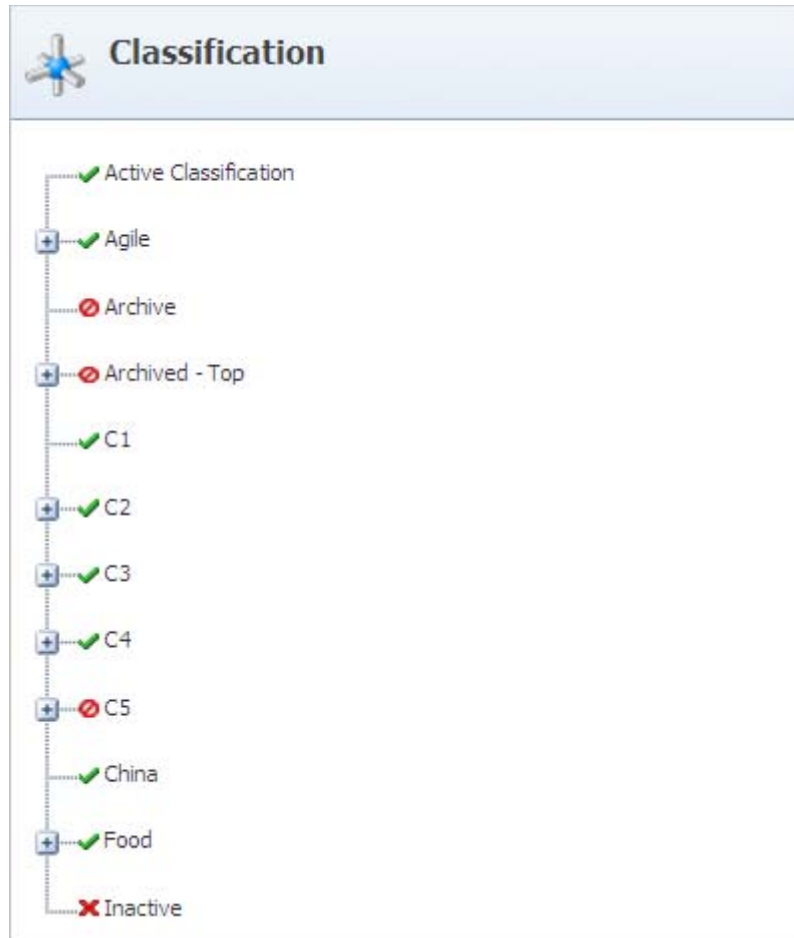 Classification
Active Classification
Agile
Archive
Archived - Top
C1
C2
C3
C4
C5
China
Food
Inactive